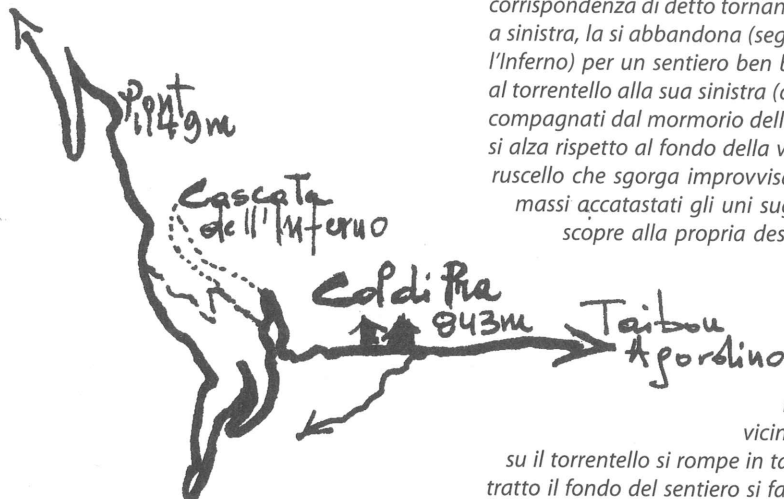 corrispondenza di detto tornan
a sinistra, la si abbandona (seg
l'Inferno) per un sentiero ben b
al torrentello alla sua sinistra (
compagnati dal mormorio dell
si alza rispetto al fondo della v
ruscello che sgorga improvvis
massi accatastati gli uni sug
scopre alla propria des
Pont
1149m
Cascata
dell'Inferno
Col di Pra
843m
Taibon
Agordino
vicin
su il torrentello si rompe in ta
tratto il fondo del sentiero si fa